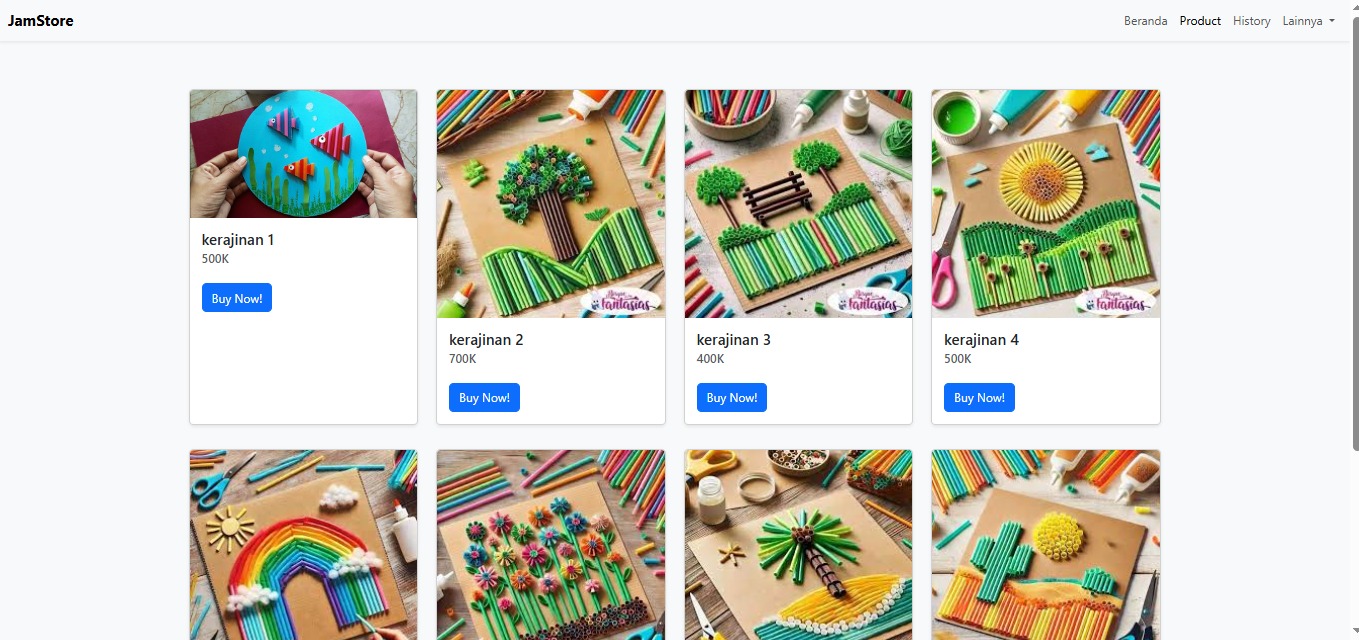 JamStore
Beranda Product History Lainnya
kerajinan 1
500K
Buy Now!
fantasias
kerajinan 2
700K
Buy Now!
fantasias
kerajinan 3
400K
Buy Now!
fantasias
kerajinan 4
500K
Buy Now!